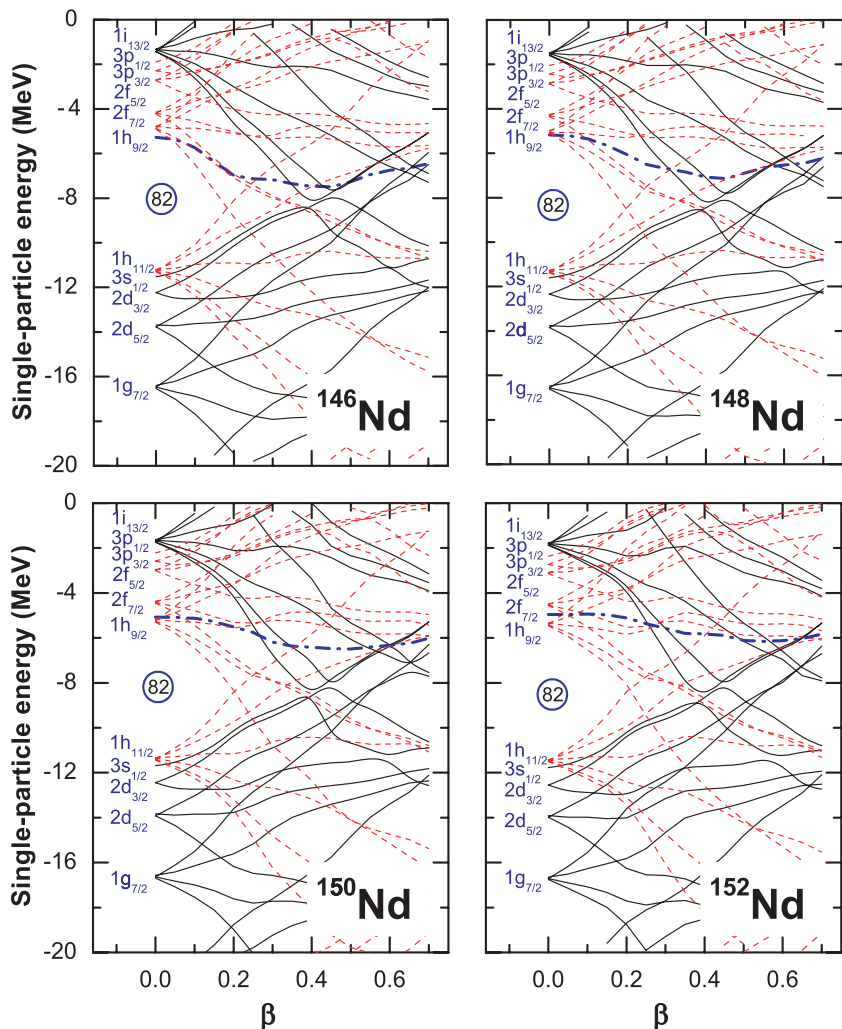 Single-particle energy (MeV)
0
-4
-8
-12
-16
-20
1i13/2
3p1/2
3p3/2
2f5/2
2f7/2
1h9/2
82
1h11/2
3s1/2
2d3/2
2d5/2
1g7/2
146Nd
1i13/2
3p1/2
3p3/2
2f5/2
2f7/2
1h9/2
82
1h11/2
3s1/2
2d3/2
2d5/2
1g7/2
148Nd
Single-particle energy (MeV)
0
-4
-8
-12
-16
-20
1i13/2
3p1/2
3p3/2
2f5/2
2f7/2
1h9/2
82
1h11/2
3s1/2
2d3/2
2d5/2
1g7/2
150Nd
0.0 0.2 0.4 0.6
β
1i13/2
3p1/2
3p3/2
2f5/2
2f7/2
1h9/2
82
1h11/2
3s1/2
2d3/2
2d5/2
1g7/2
152Nd
0.0 0.2 0.4 0.6
β